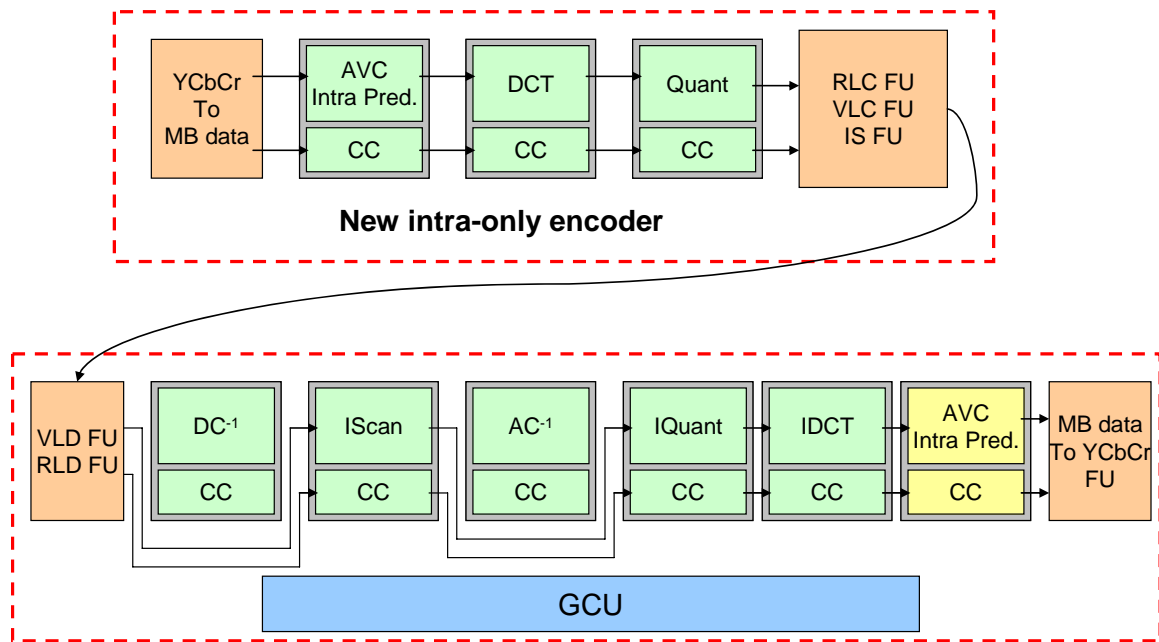 YCbCr
To
MB data
AVC
Intra Pred.
CC
DCT
CC
Quant
CC
RLC FU
VLC FU
IS FU
New intra-only encoder
VLD FU
RLD FU
DC-1
CC
IScan
CC
AC-1
CC
IQuant
CC
IDCT
CC
AVC
Intra Pred.
CC
MB data
To YCbCr
FU
GCU